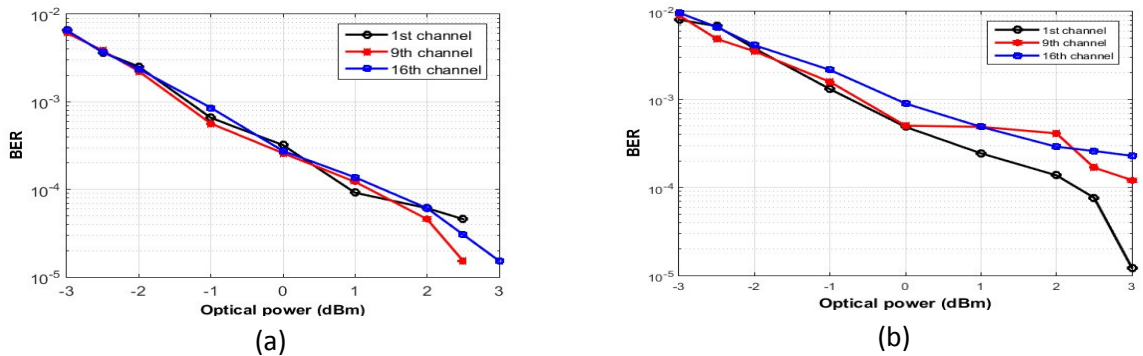 10-2
1st channel
9th channel
16th channel
10-3
BER
10-4
10-5
-3 -2 -1 0 1 2 3
Optical power (dBm)
(a)
10-2
1st channel
9th channel
16th channel
10-3
BER
10-4
10-5
-3 -2 -1 0 1 2 3
Optical power (dBm)
(b)